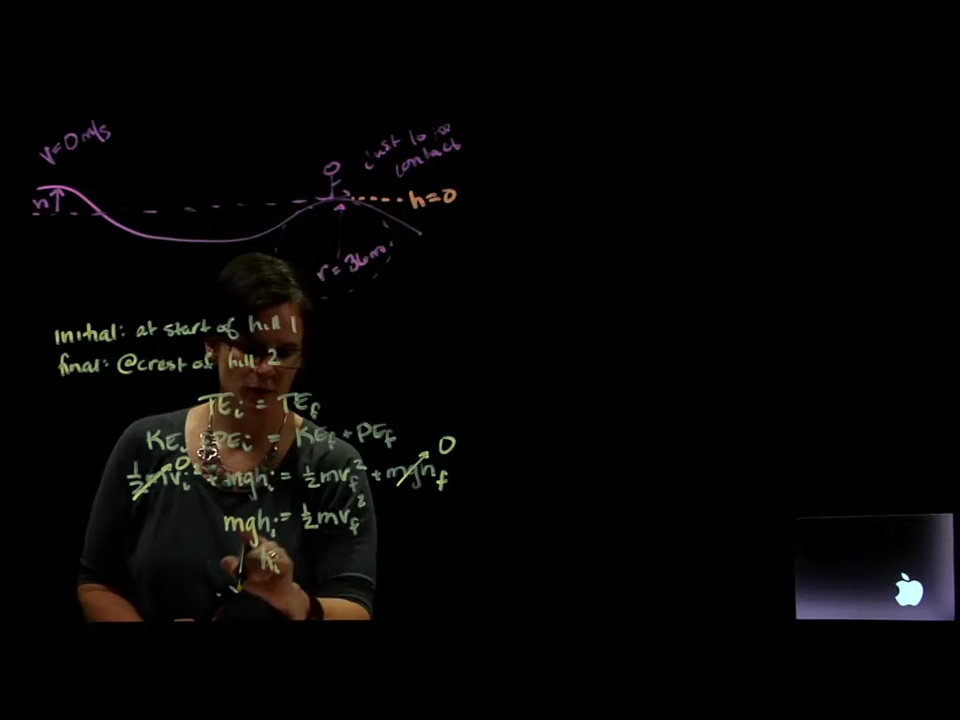 v=0 m/s
just to lose
contact
h
h=0
r=36m
initial: at start of hill 1
final: @crest of hill 2
TEi = TEf
KEi + PEi = KEf + PEf
0
½mvi² + mghi = ½mvf² + mghf
0
mghi = ½mvf²
hi